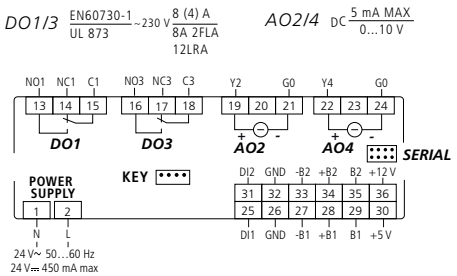 DO1/3 EN60730-1 UL 873 ~230 V 8 (4) A 8A 2FLA 12LRA
AO2/4 DC 5 mA MAX 0...10 V
NO1 NC1 C1 NO3 NC3 C3 Y2 G0 Y4 G0
13 14 15 16 17 18 19 20 21 22 23 24
+ - + -
DO1 DO3 AO2 AO4
SERIAL
KEY
DI2 GND -B2 +B2 B2 +12 V
POWER SUPPLY
31 32 33 34 35 36
1 2 25 26 27 28 29 30
N L DI1 GND -B1 +B1 B1 +5 V
24 V~ 50...60 Hz
24 V⎓ 450 mA max